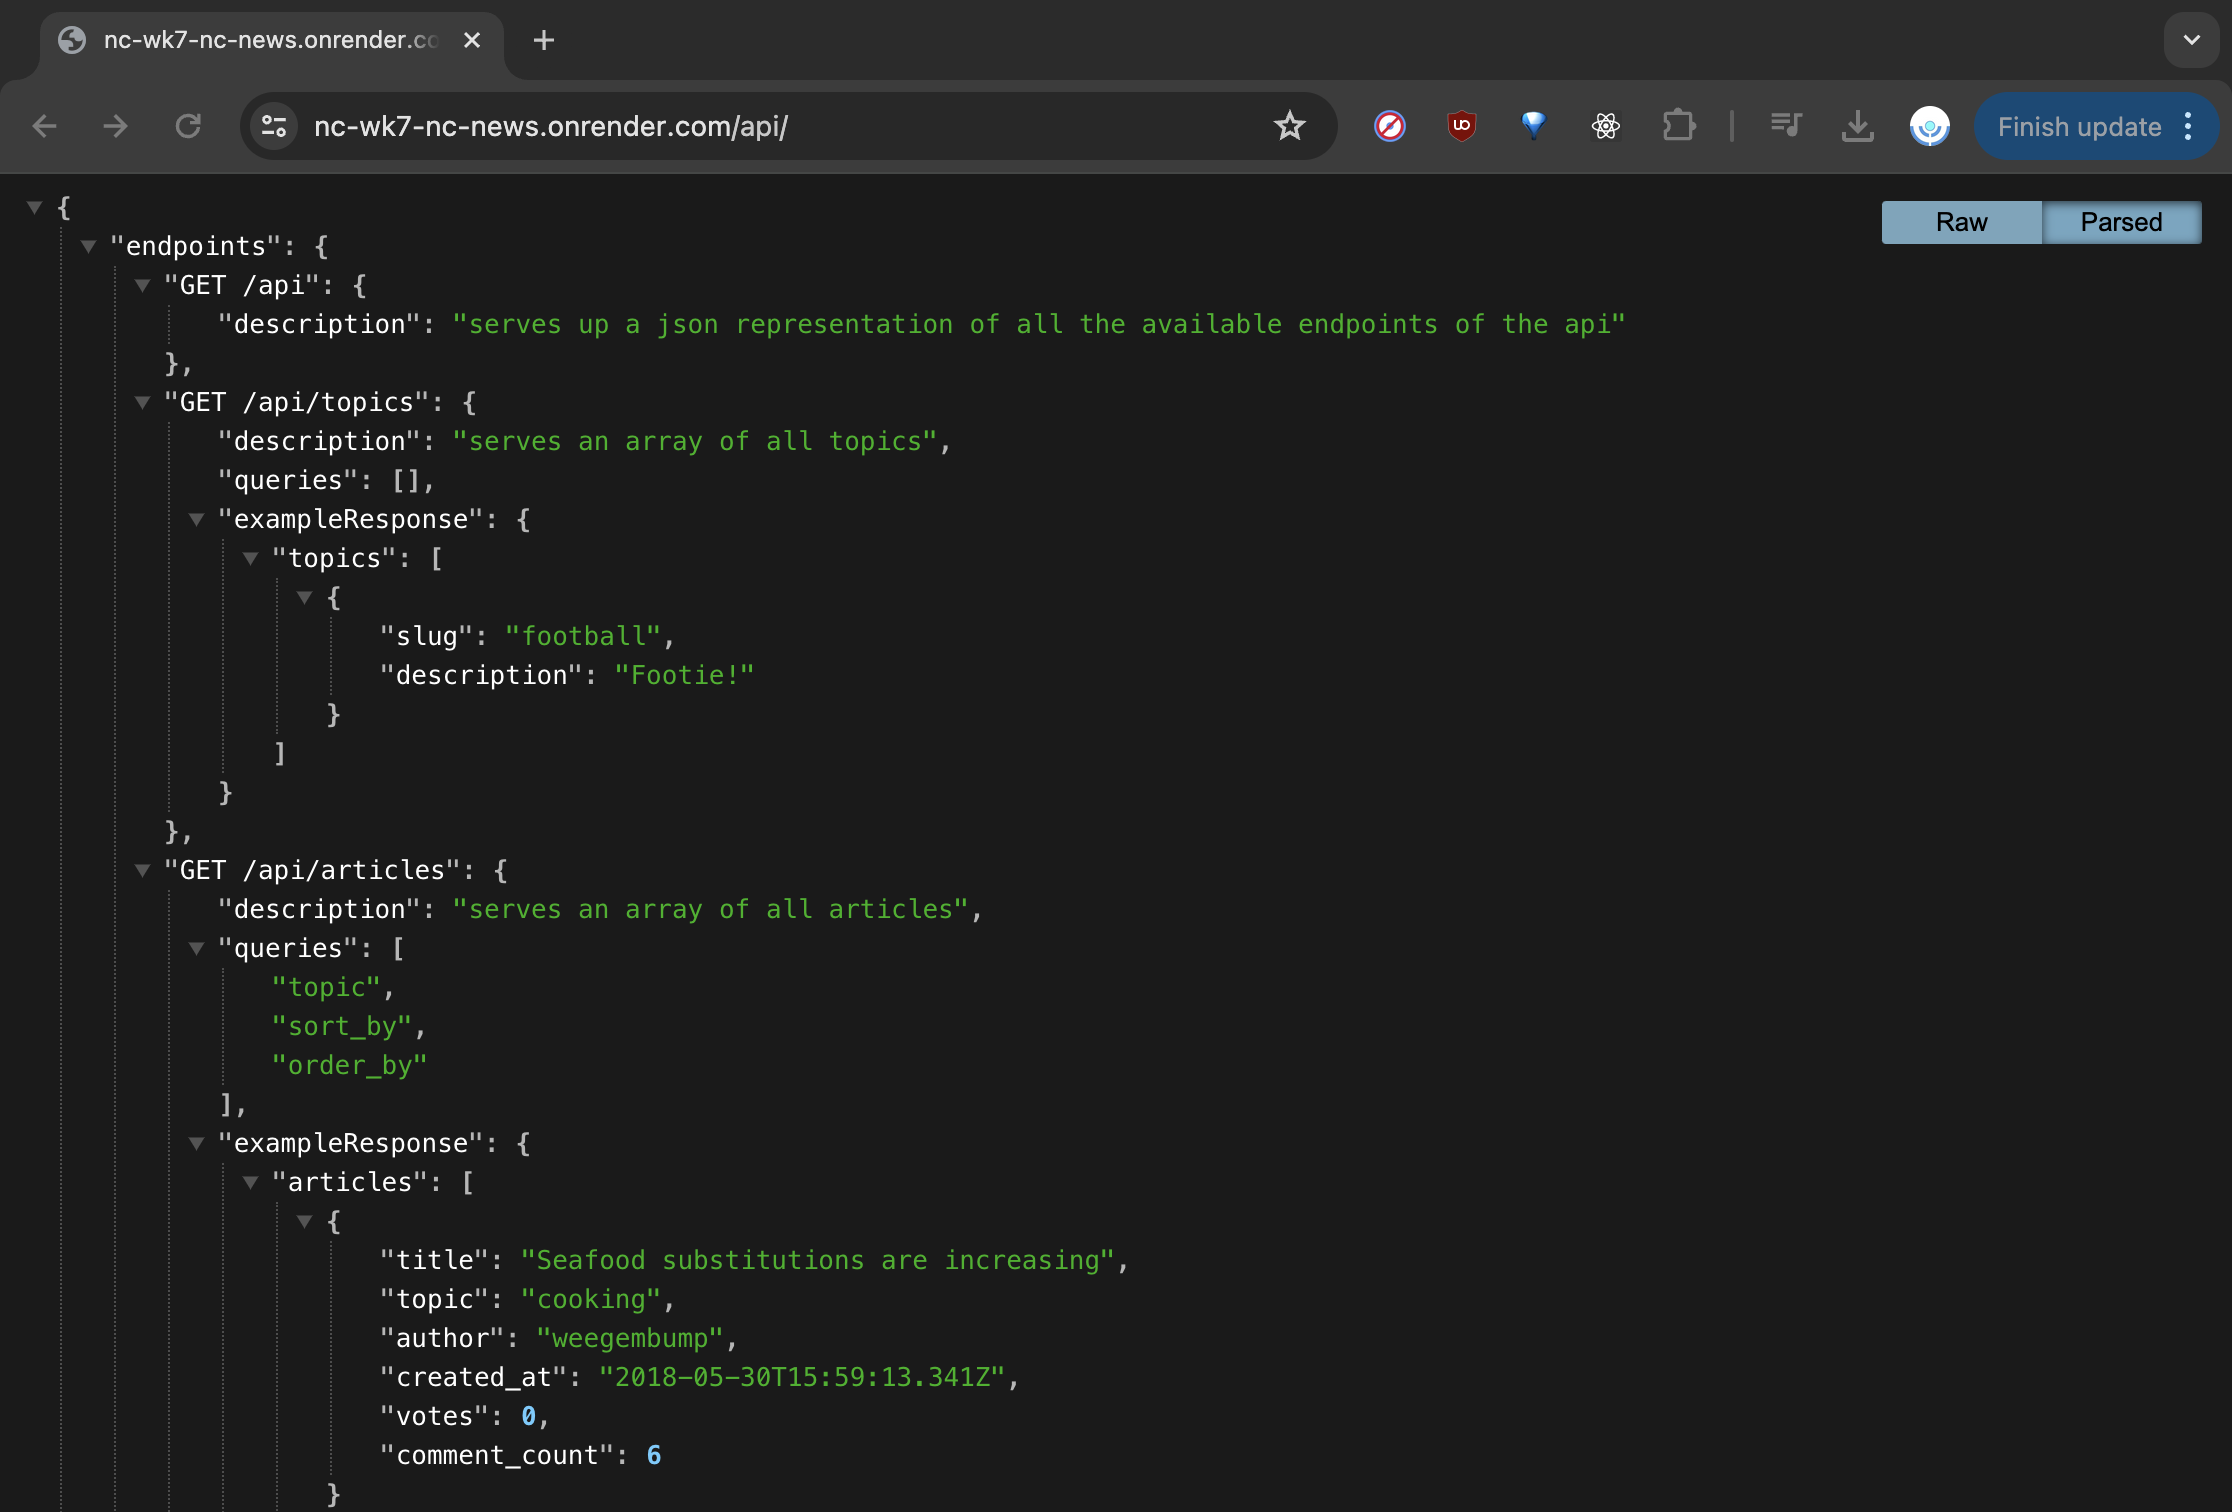 nc-wk7-nc-news.onrender.co
nc-wk7-nc-news.onrender.com/api/
Finish update
Raw
Parsed
{
"endpoints": {
"GET /api": {
"description": "serves up a json representation of all the available endpoints of the api"
},
"GET /api/topics": {
"description": "serves an array of all topics",
"queries": [],
"exampleResponse": {
"topics": [
{
"slug": "football",
"description": "Footie!"
}
]
}
},
"GET /api/articles": {
"description": "serves an array of all articles",
"queries": [
"topic",
"sort_by",
"order_by"
],
"exampleResponse": {
"articles": [
{
"title": "Seafood substitutions are increasing",
"topic": "cooking",
"author": "weegembump",
"created_at": "2018-05-30T15:59:13.341Z",
"votes": 0,
"comment_count": 6
}